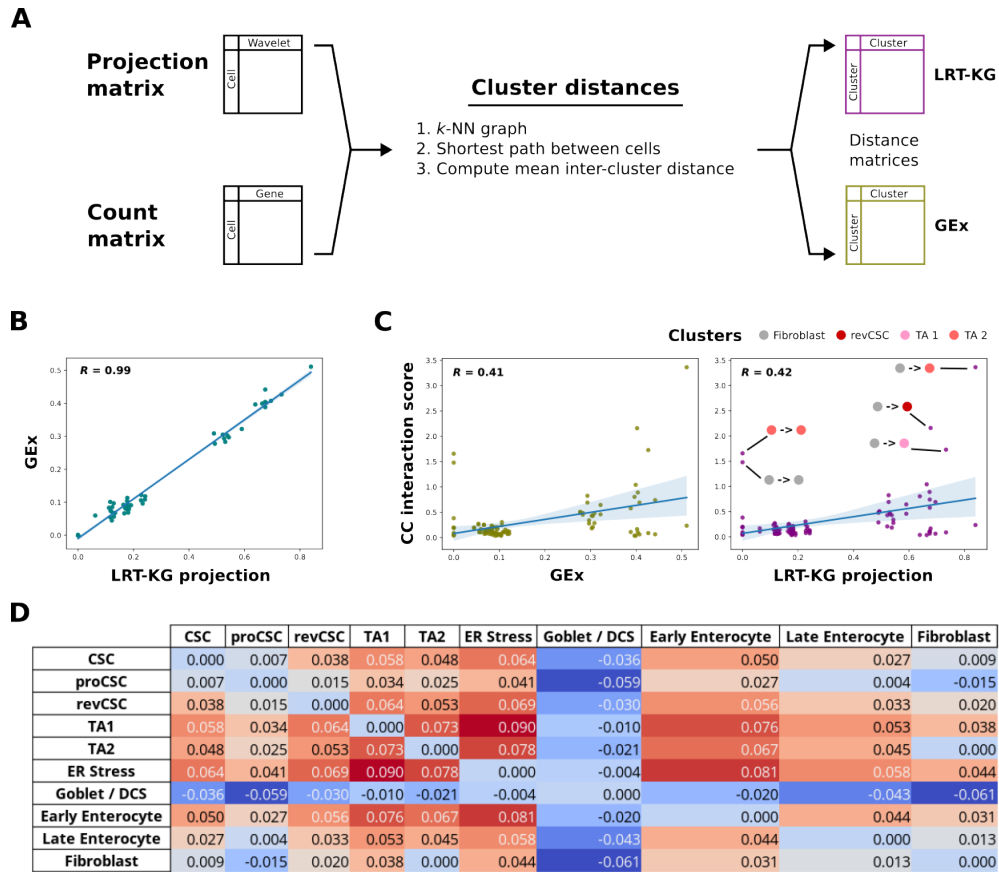 A
Projection
matrix
Wavelet
Cell
Count
matrix
Gene
Cell
Cluster distances
1. k-NN graph
2. Shortest path between cells
3. Compute mean inter-cluster distance
Cluster
Cluster
LRT-KG
Distance
matrices
Cluster
Cluster
GEx
B
R = 0.99
GEx
0.5
0.4
0.3
0.2
0.1
0.0
0.0 0.2 0.4 0.6 0.8
LRT-KG projection
C
Clusters Fibroblast revCSC TA 1 TA 2
CC interaction score
R = 0.41
3.5
3.0
2.5
2.0
1.5
1.0
0.5
0.0
0.0 0.1 0.2 0.3 0.4 0.5
GEx
R = 0.42
3.5
3.0
2.5
2.0
1.5
1.0
0.5
0.0
->
->
->
->
->
0.0 0.2 0.4 0.6 0.8
LRT-KG projection
D
CSC proCSC revCSC TA1 TA2 ER Stress Goblet / DCS Early Enterocyte Late Enterocyte Fibroblast
CSC 0.000 0.007 0.038 0.058 0.048 0.064 -0.036 0.050 0.027 0.009
proCSC 0.007 0.000 0.015 0.034 0.025 0.041 -0.059 0.027 0.004 -0.015
revCSC 0.038 0.015 0.000 0.064 0.053 0.069 -0.030 0.056 0.033 0.020
TA1 0.058 0.034 0.064 0.000 0.073 0.090 -0.010 0.076 0.053 0.038
TA2 0.048 0.025 0.053 0.073 0.000 0.078 -0.021 0.067 0.045 0.000
ER Stress 0.064 0.041 0.069 0.090 0.078 0.000 -0.004 0.081 0.058 0.044
Goblet / DCS -0.036 -0.059 -0.030 -0.010 -0.021 -0.004 0.000 -0.020 -0.043 -0.061
Early Enterocyte 0.050 0.027 0.056 0.076 0.067 0.081 -0.020 0.000 0.044 0.031
Late Enterocyte 0.027 0.004 0.033 0.053 0.045 0.058 -0.043 0.044 0.000 0.013
Fibroblast 0.009 -0.015 0.020 0.038 0.000 0.044 -0.061 0.031 0.013 0.000